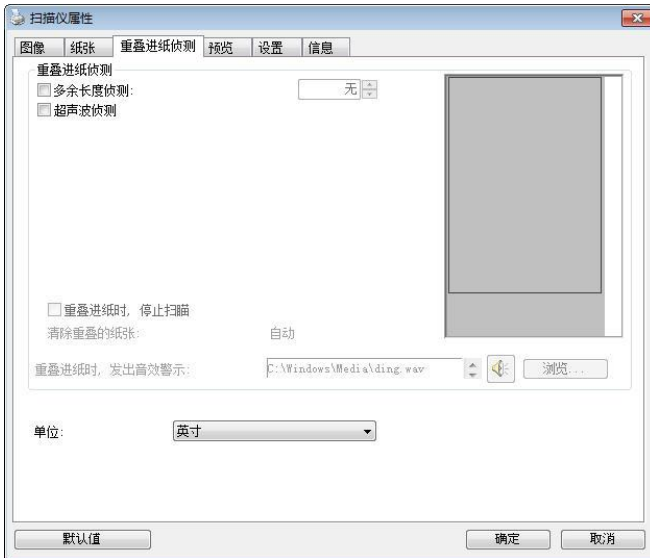 扫描仪属性
图像 纸张 重叠进纸侦测 预览 设置 信息
重叠进纸侦测
多余长度侦测: 无
超声波侦测
重叠进纸时, 停止扫瞄
清除重叠的纸张: 自动
重叠进纸时, 发出音效警示: C:\Windows\Media\ding.wav 浏览...
单位: 英寸
默认值 确定 取消